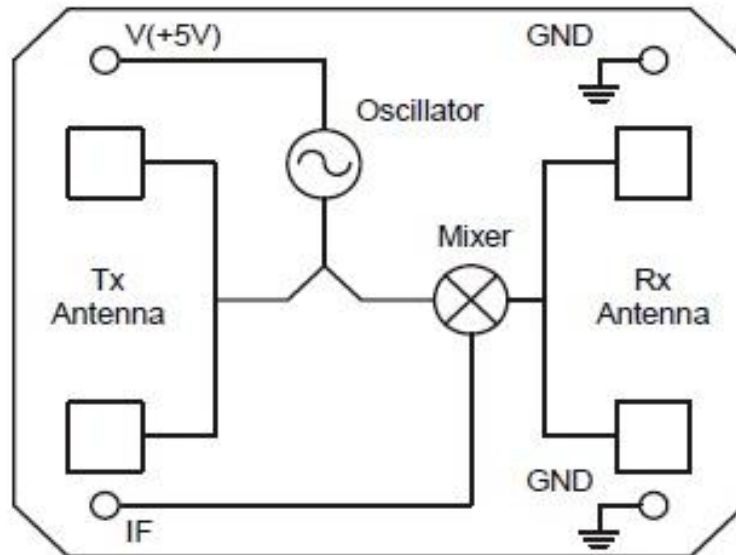 V(+5V)
GND
Oscillator
Mixer
Tx
Antenna
Rx
Antenna
GND
IF